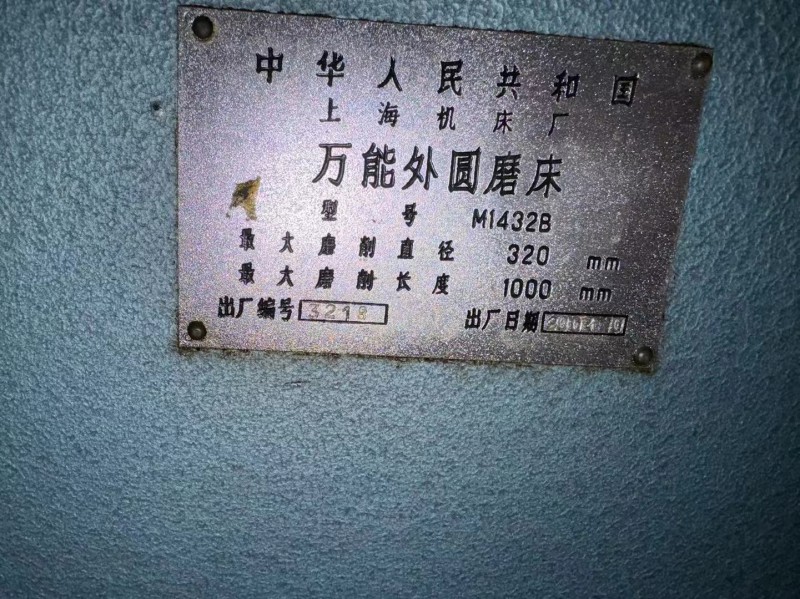 中华人民共和国
上海机床厂
万能外圆磨床
型号 M1432B
最大磨削直径 320 mm
最大磨削长度 1000 mm
出厂编号 3218 出厂日期